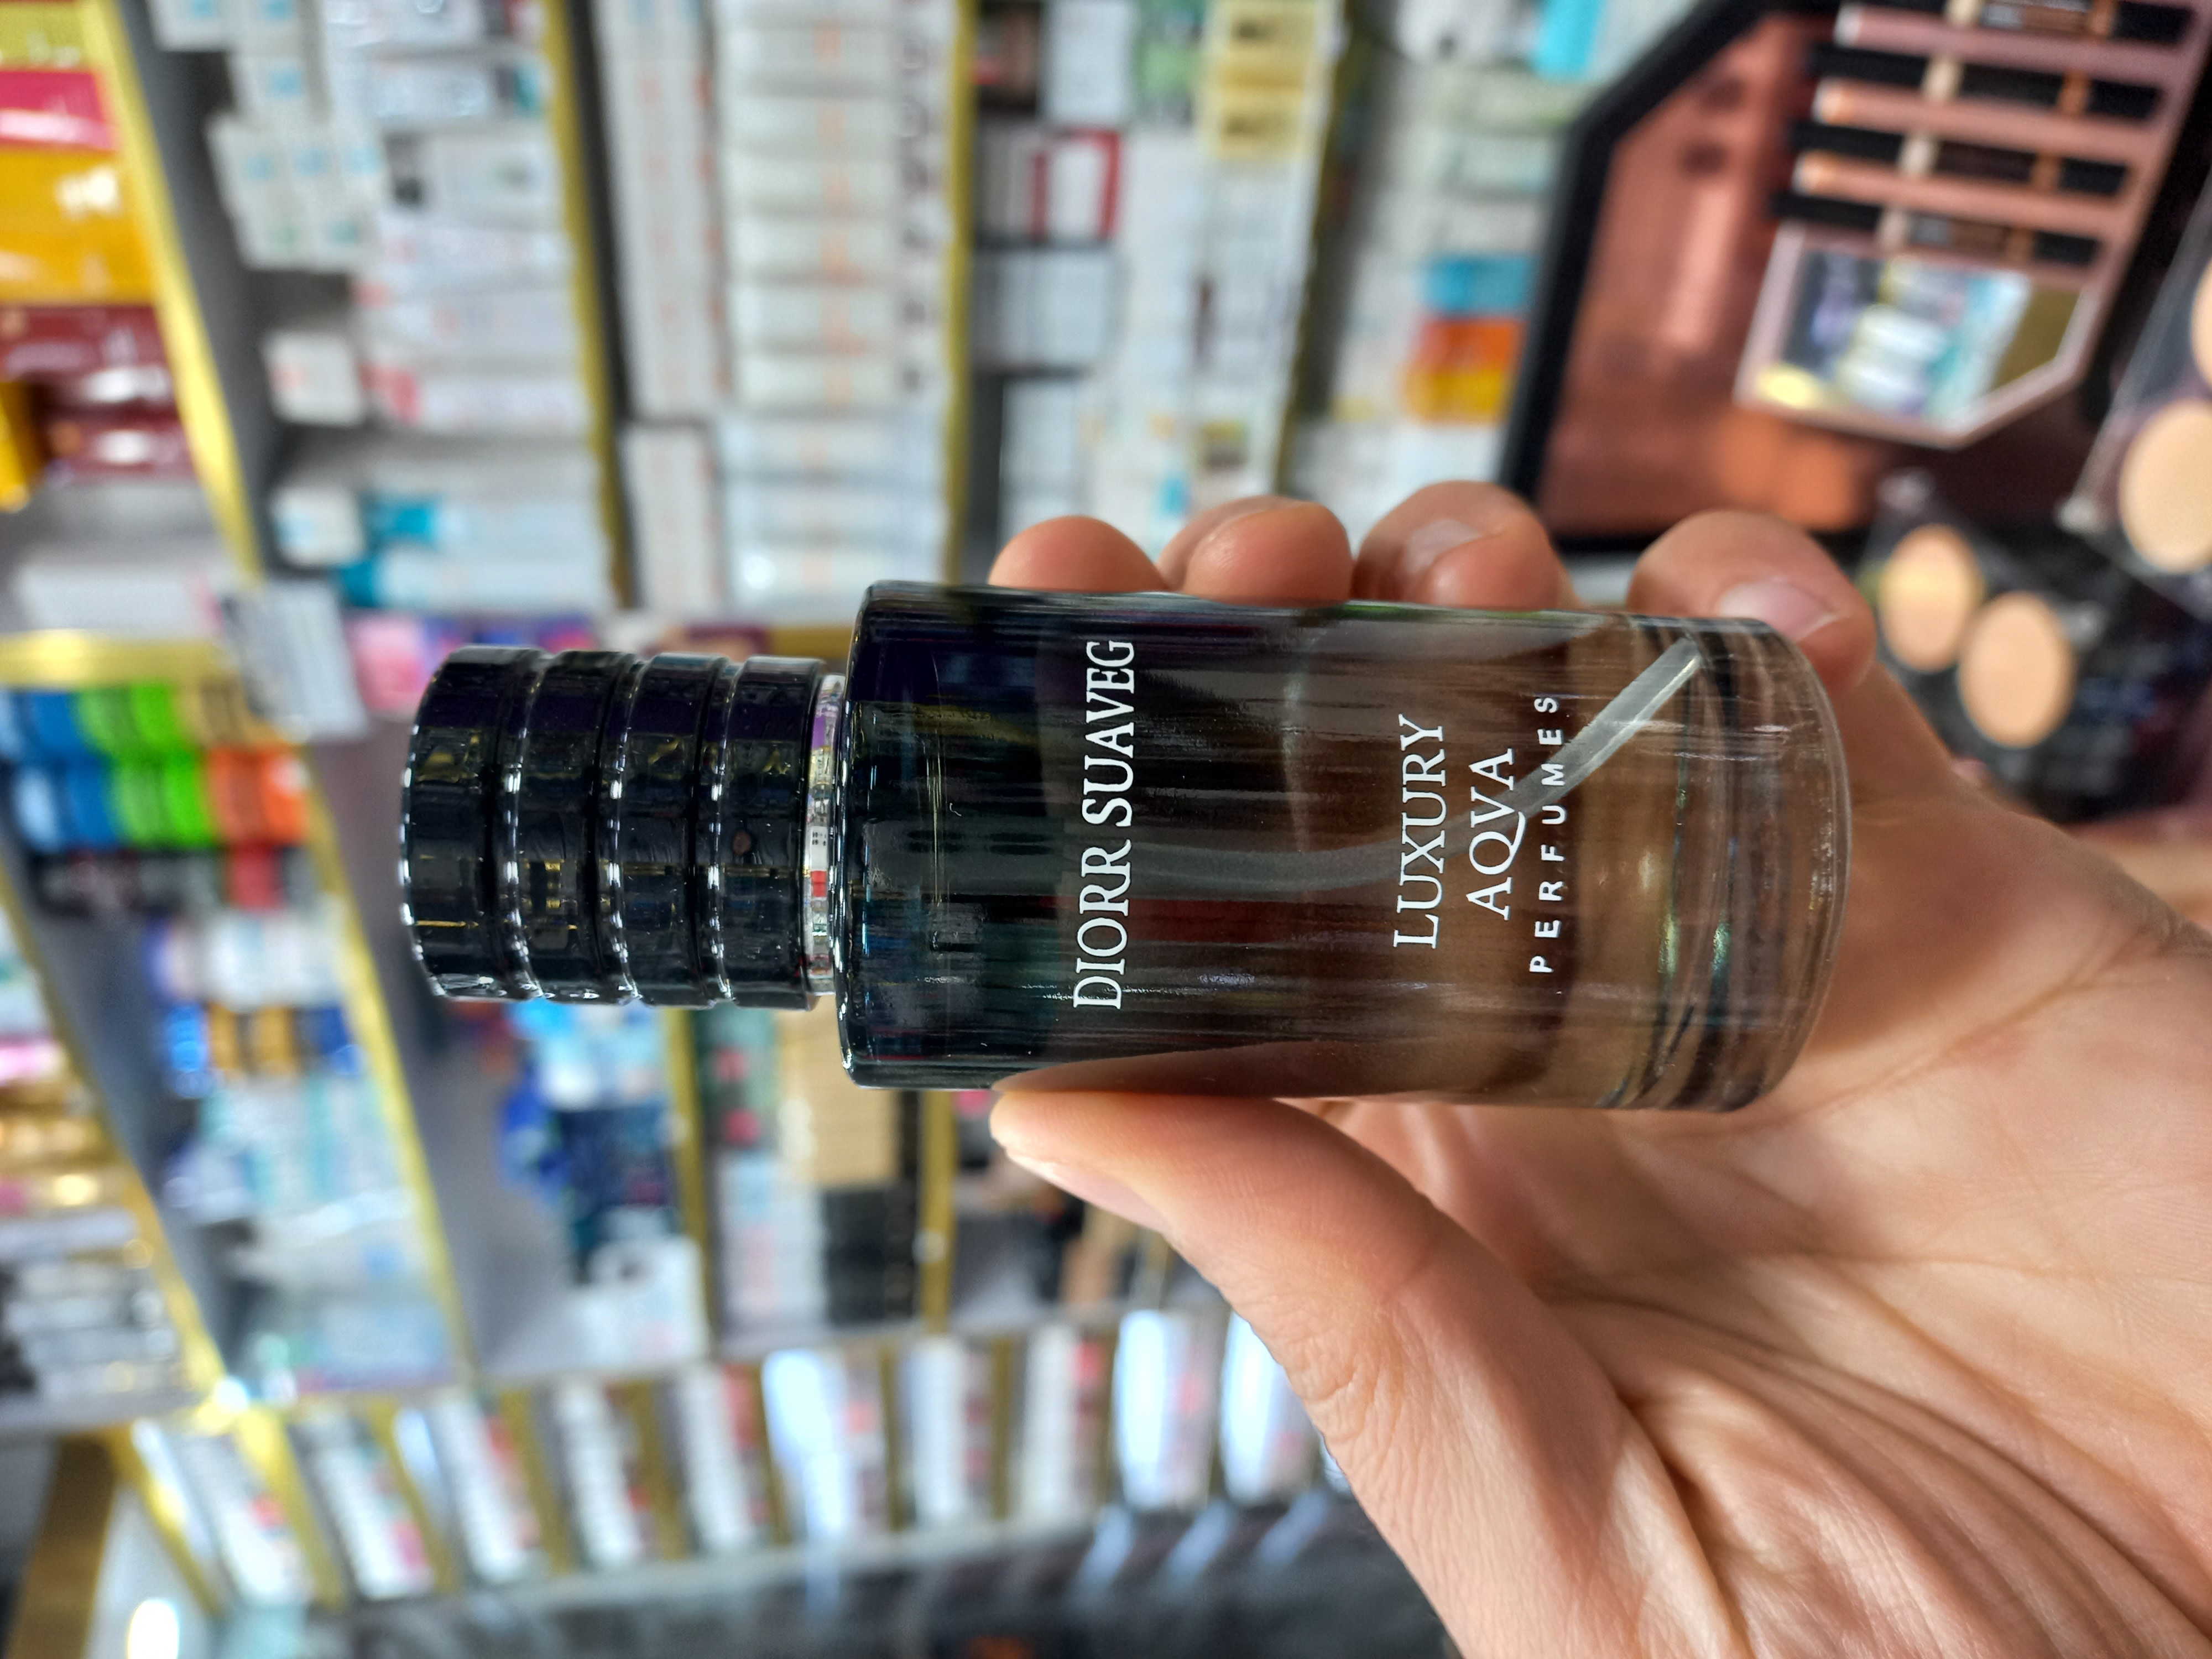 DIORR SUAVEG
LUXURY
AQVA
PERFUMES